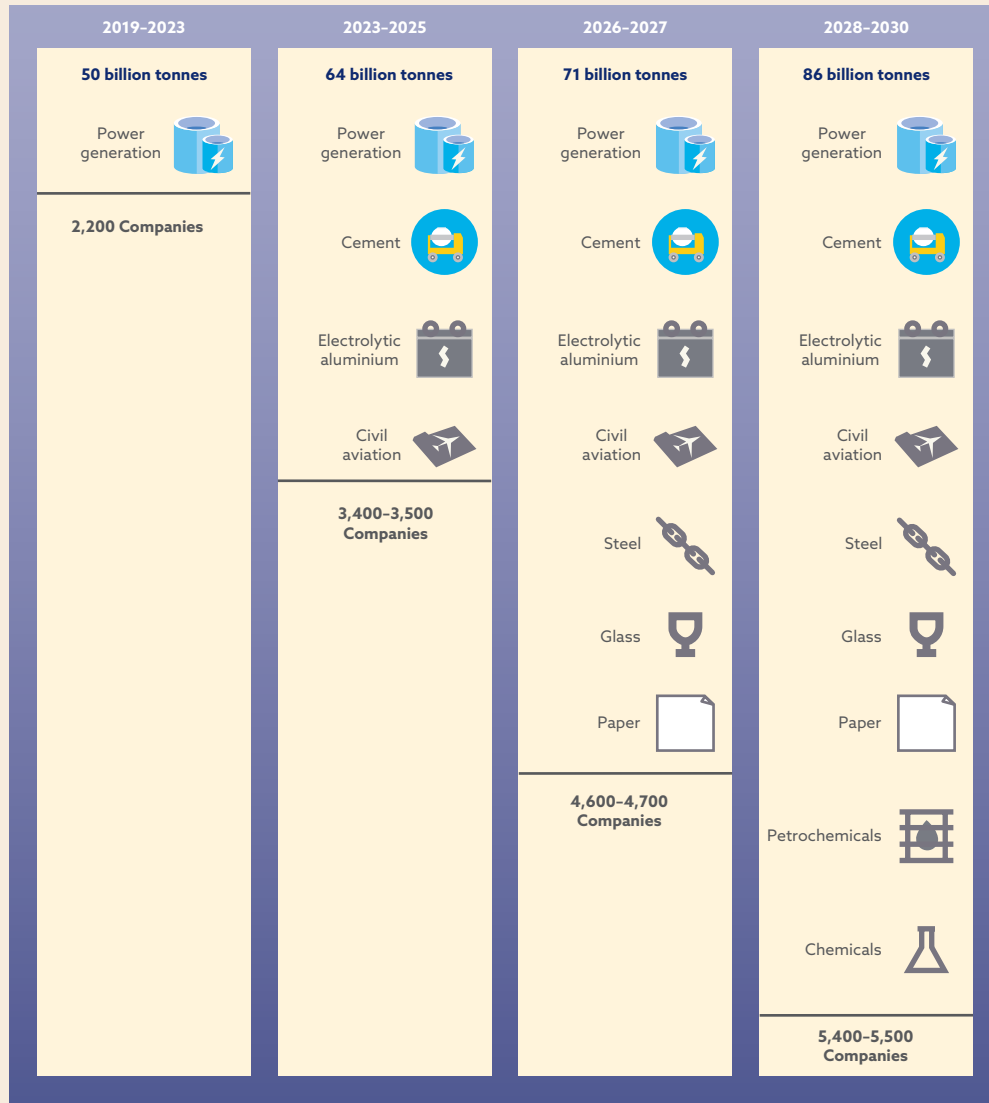 2019–2023
50 billion tonnes
Power
generation
2,200 Companies
2023–2025
64 billion tonnes
Power
generation
Cement
Electrolytic
aluminium
Civil
aviation
3,400–3,500
Companies
2026–2027
71 billion tonnes
Power
generation
Cement
Electrolytic
aluminium
Civil
aviation
Steel
Glass
Paper
4,600–4,700
Companies
2028–2030
86 billion tonnes
Power
generation
Cement
Electrolytic
aluminium
Civil
aviation
Steel
Glass
Paper
Petrochemicals
Chemicals
5,400–5,500
Companies